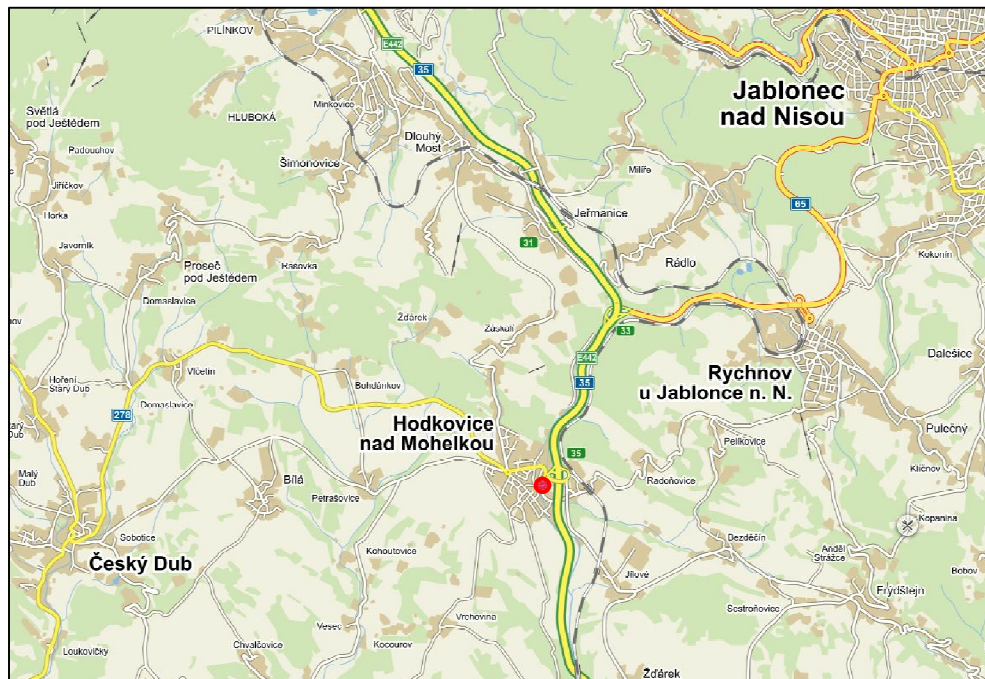 PILÍNKOV
E442
35
Jablonec
nad Nisou
Světlá
pod Ještědem
HLUBOKÁ
Minkovice
Dlouhý
Most
Padouchov
Šimonovice
Milíře
Jiříčkov
65
Horka
Jeřmanice
Javorník
31
Rádlo
Kokonín
Proseč
pod Ještědem
Rašovka
Domaslavice
Žďárek
Záskalí
33
E442
Dalešice
Vlčetín
Rychnov
u Jablonce n. N.
Hoření
Starý Dub
35
Bohdánkov
Domaslavice
278
Hodkovice
nad Mohelkou
Pulečný
Pelíkovice
35
Malý
Dub
Bílá
Petrašovice
Radoňovice
Klíčnov
Kopanina
Sobotice
Dezděčín
Kohoutovice
Anděl
Strážce
Český Dub
Jílové
Bobov
Frýdštejn
Sestroňovice
Vrchovina
Vesec
Loukovičky
Chvalčovice
Kocourov
Žďárek